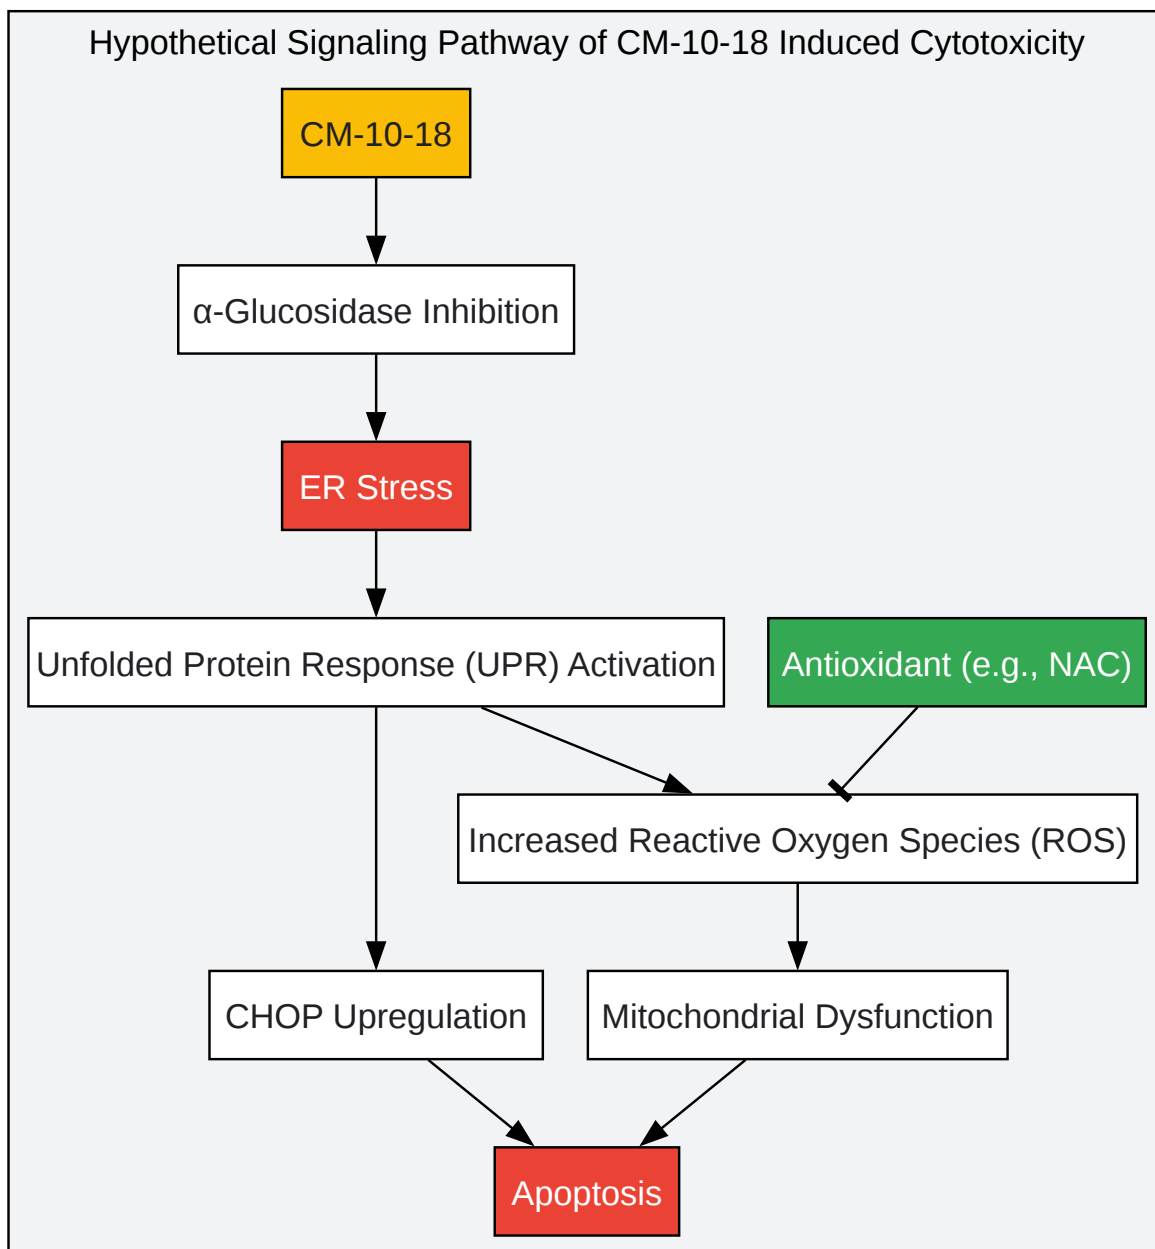 Hypothetical Signaling Pathway of CM-10-18 Induced Cytotoxicity
CM-10-18
α-Glucosidase Inhibition
ER Stress
Unfolded Protein Response (UPR) Activation
Antioxidant (e.g., NAC)
Increased Reactive Oxygen Species (ROS)
CHOP Upregulation
Mitochondrial Dysfunction
Apoptosis